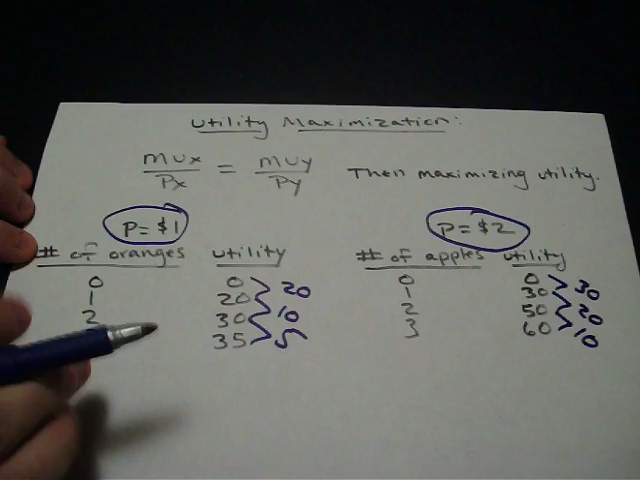 Utility Maximization:
MUx = MUy Then maximizing utility.
Px Py
P=$1 P=$2
# of oranges utility # of apples utility
0 0 20 0 0 30
1 20 10 1 30 20
2 30 5 2 50 10
35 3 60